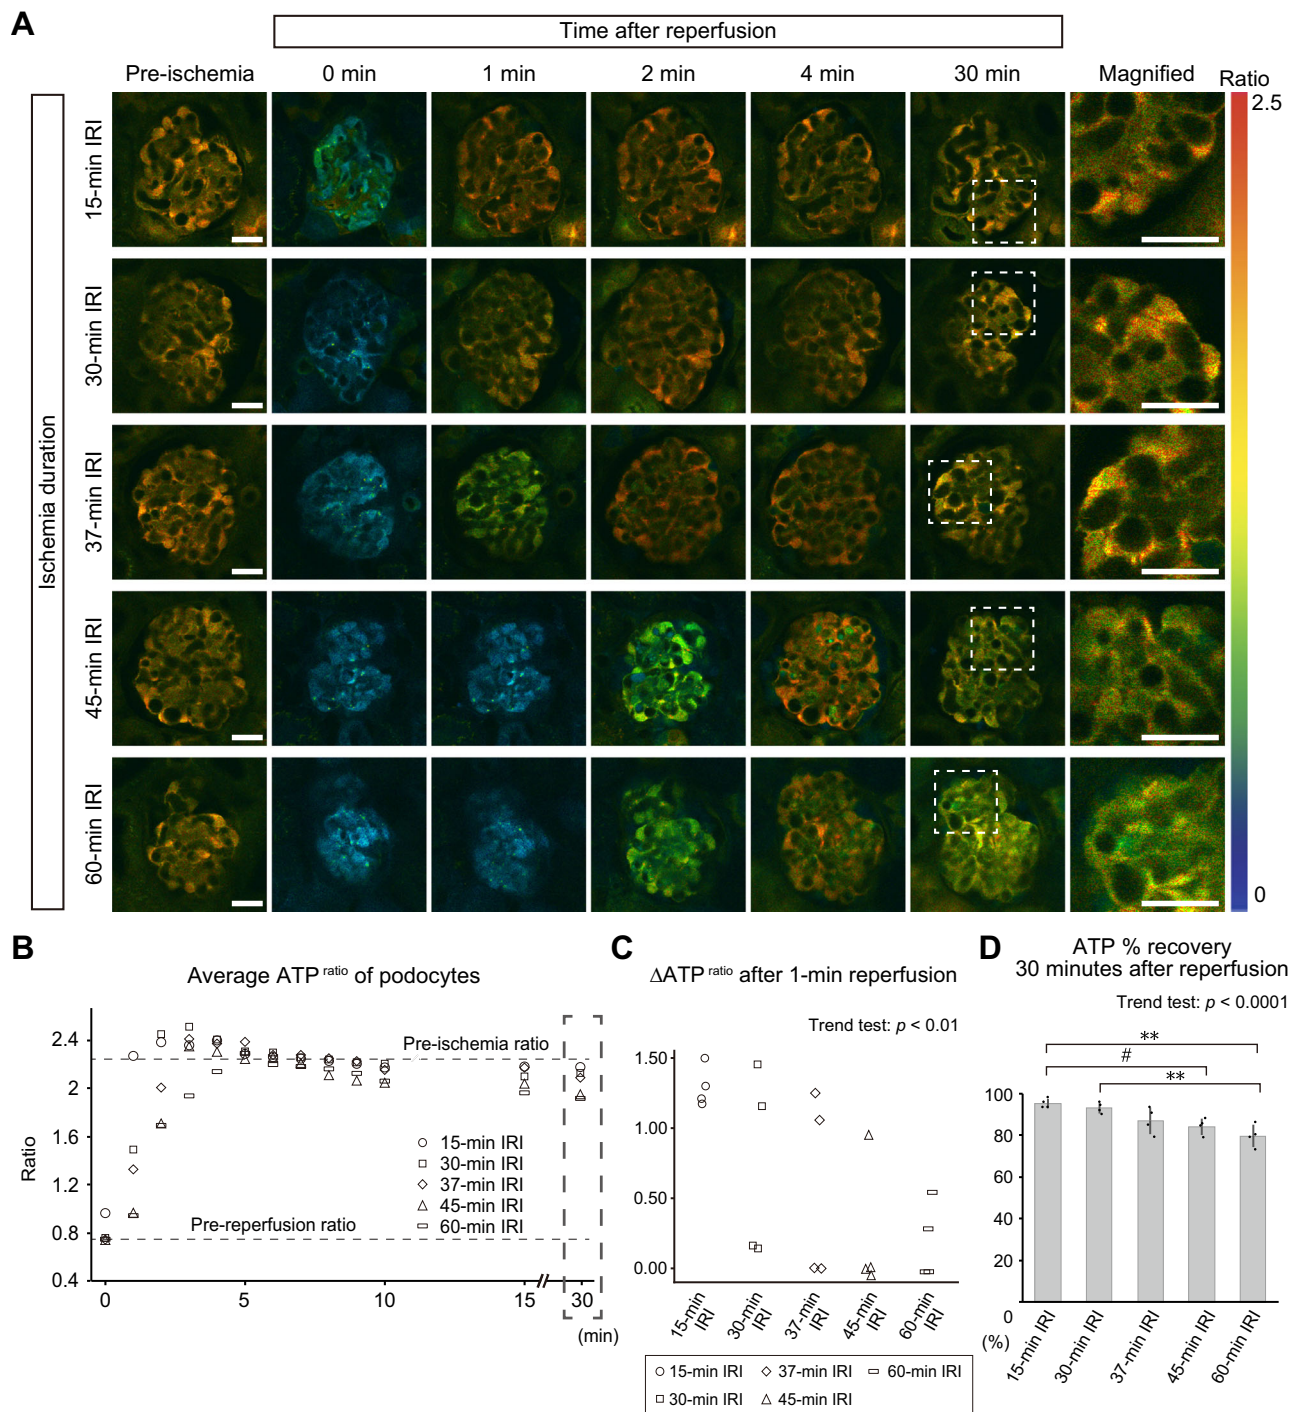 A
Time after reperfusion
Pre-ischemia 0 min 1 min 2 min 4 min 30 min Magnified Ratio
2.5
0
Ischemia duration
15-min IRI
30-min IRI
37-min IRI
45-min IRI
60-min IRI
B
Average ATP ratio of podocytes
Ratio
2.4
2
1.6
1.2
0.8
0.4
Pre-ischemia ratio
Pre-reperfusion ratio
15-min IRI
30-min IRI
37-min IRI
45-min IRI
60-min IRI
0 5 10 15 30
(min)
C
ΔATP ratio after 1-min reperfusion
Trend test: p < 0.01
1.50
1.00
0.50
0.00
15-min IRI
30-min IRI
37-min IRI
45-min IRI
60-min IRI
15-min IRI 37-min IRI 60-min IRI
30-min IRI 45-min IRI
D
ATP % recovery
30 minutes after reperfusion
Trend test: p < 0.0001
**
#
**
100
80
60
40
20
0
(%)
15-min IRI
30-min IRI
37-min IRI
45-min IRI
60-min IRI